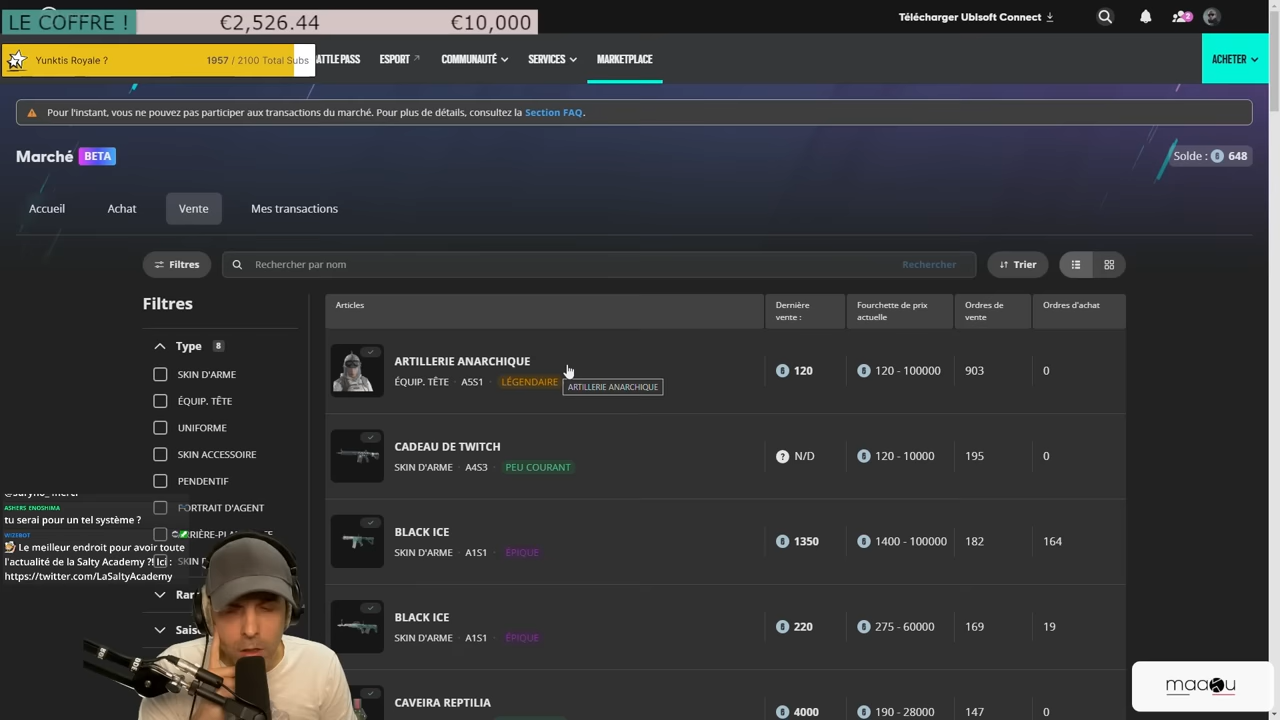 LE COFFRE !
€2,526.44
€10,000
Télécharger Ubisoft Connect
2
Yunktis Royale ?
1957 / 2100 Total Subs
ATTLE PASS
ESPORT
COMMUNAUTÉ
SERVICES
MARKETPLACE
ACHETER
Pour l'instant, vous ne pouvez pas participer aux transactions du marché. Pour plus de détails, consultez la Section FAQ.
Marché BETA
Solde : 648
Accueil
Achat
Vente
Mes transactions
Filtres
Rechercher par nom
Rechercher
Trier
Filtres
Type 8
SKIN D'ARME
ÉQUIP. TÊTE
UNIFORME
SKIN ACCESSOIRE
PENDENTIF
PORTRAIT D'AGENT
SKIN
Articles
Dernière vente :
Fourchette de prix actuelle
Ordres de vente
Ordres d'achat
ARTILLERIE ANARCHIQUE
ÉQUIP. TÊTE · A5S1 · LÉGENDAIRE
ARTILLERIE ANARCHIQUE
120
120 - 100000
903
0
CADEAU DE TWITCH
SKIN D'ARME · A4S3 · PEU COURANT
? N/D
120 - 10000
195
0
BLACK ICE
SKIN D'ARME · A1S1 · ÉPIQUE
1350
1400 - 100000
182
164
BLACK ICE
SKIN D'ARME · A1S1 · ÉPIQUE
220
275 - 60000
169
19
CAVEIRA REPTILIA
4000
190 - 28000
147
0
ASHERS ENOSHIMA
tu serai pour un tel système ?
WIZEBOT
Le meilleur endroit pour avoir toute
l'actualité de la Salty Academy ?! Ici :
https://twitter.com/LaSaltyAcademy
maaku